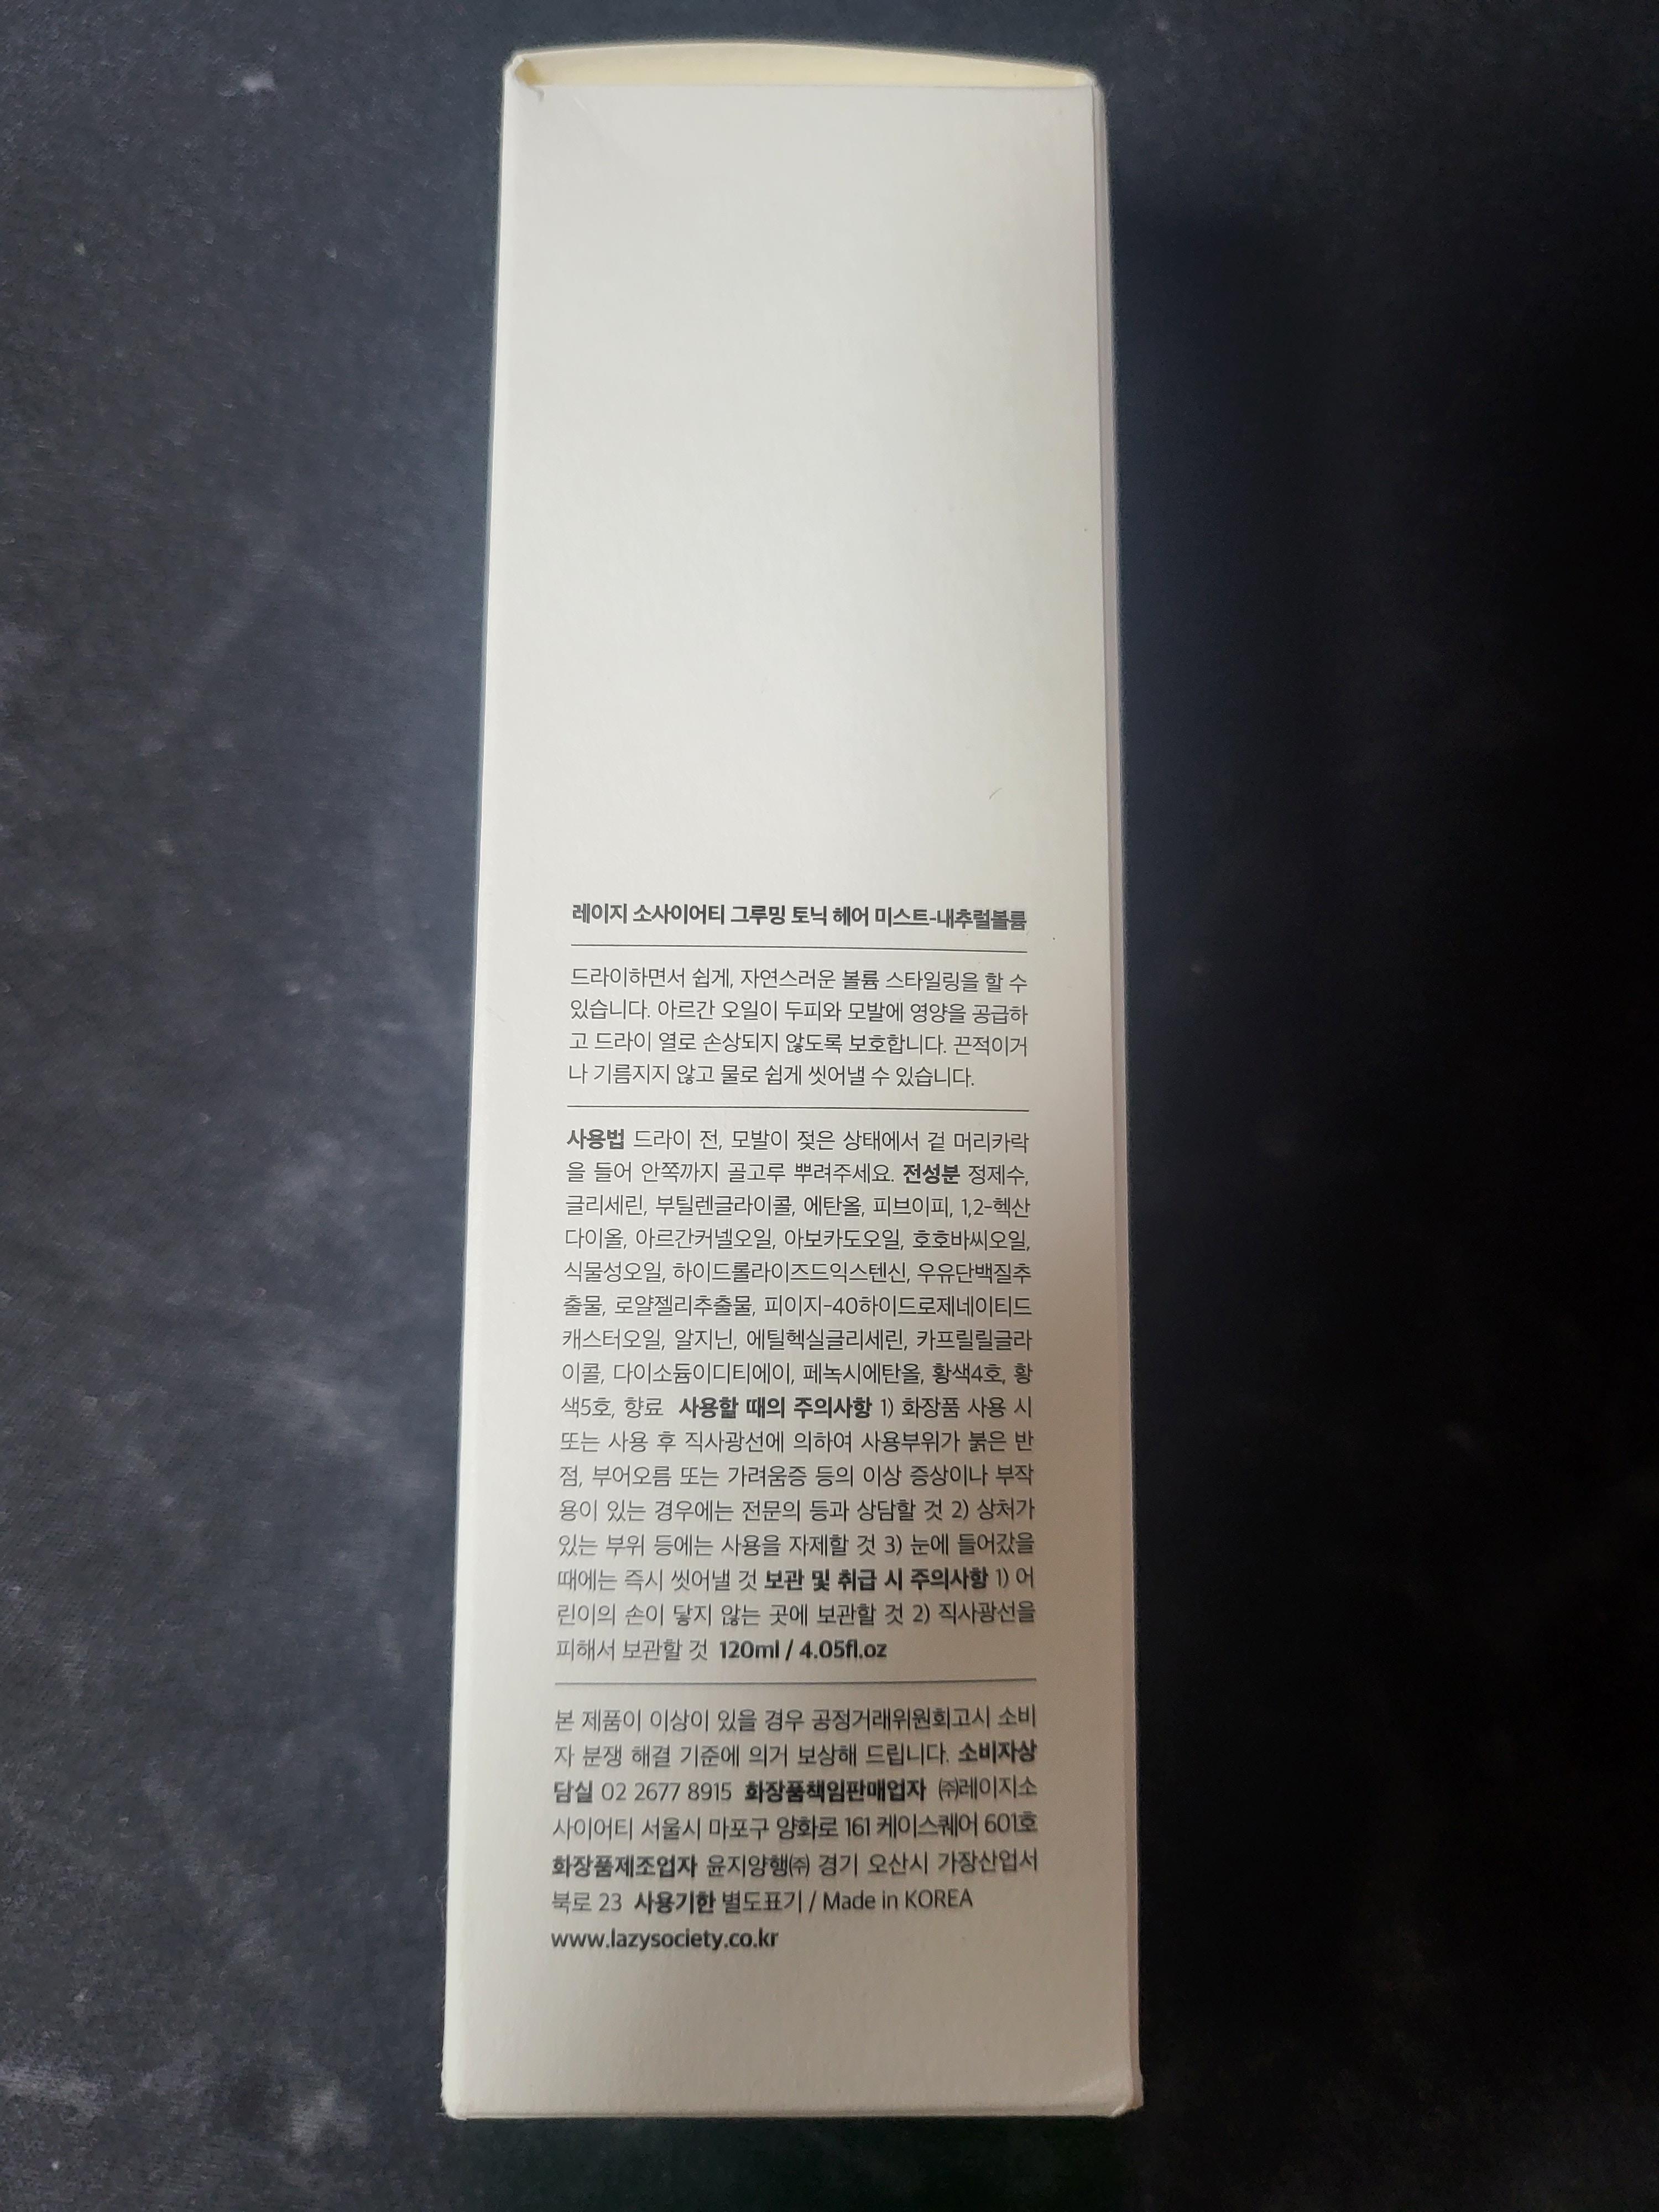 레이지 소사이어티 그루밍 토닉 헤어 미스트-내추럴볼륨
드라이하면서 쉽게, 자연스러운 볼륨 스타일링을 할 수
있습니다. 아르간 오일이 두피와 모발에 영양을 공급하
고 드라이 열로 손상되지 않도록 보호합니다. 끈적이거
나 기름지지 않고 물로 쉽게 씻어낼 수 있습니다.
사용법 드라이 전, 모발이 젖은 상태에서 겉 머리카락
을 들어 안쪽까지 골고루 뿌려주세요. 전성분 정제수,
글리세린, 부틸렌글라이콜, 에탄올, 피브이피, 1,2-헥산
다이올, 아르간커넬오일, 아보카도오일, 호호바씨오일,
식물성오일, 하이드롤라이즈드익스텐신, 우유단백질추
출물, 로얄젤리추출물, 피이지-40하이드로제네이티드
캐스터오일, 알지닌, 에틸헥실글리세린, 카프릴릴글라
이콜, 다이소듐이디티에이, 페녹시에탄올, 황색4호, 황
색5호, 향료 사용할 때의 주의사항 1) 화장품 사용 시
또는 사용 후 직사광선에 의하여 사용부위가 붉은 반
점, 부어오름 또는 가려움증 등의 이상 증상이나 부작
용이 있는 경우에는 전문의 등과 상담할 것 2) 상처가
있는 부위 등에는 사용을 자제할 것 3) 눈에 들어갔을
때에는 즉시 씻어낼 것 보관 및 취급 시 주의사항 1) 어
린이의 손이 닿지 않는 곳에 보관할 것 2) 직사광선을
피해서 보관할 것 120ml / 4.05fl.oz
본 제품이 이상이 있을 경우 공정거래위원회고시 소비
자 분쟁 해결 기준에 의거 보상해 드립니다. 소비자상
담실 02 2677 8915 화장품책임판매업자 ㈜레이지소
사이어티 서울시 마포구 양화로 161 케이스퀘어 601호
화장품제조업자 윤지양행㈜ 경기 오산시 가장산업서
북로 23 사용기한 별도표기 / Made in KOREA
www.lazysociety.co.kr